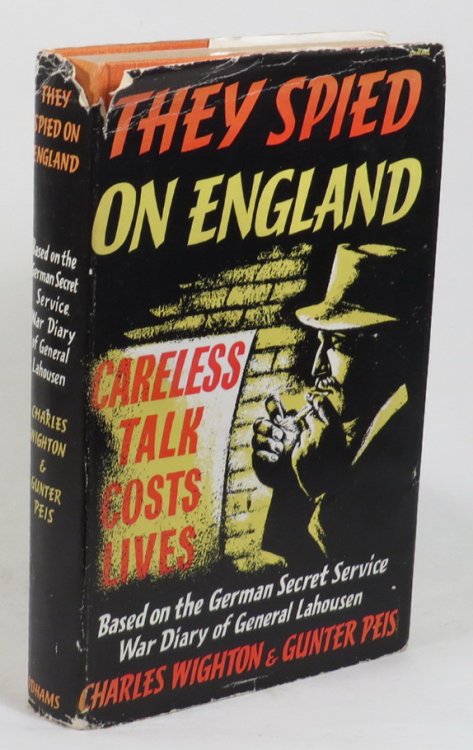 THEY
SPIED ON
ENGLAND
Based on the
German Secret
Service
War Diary
of General
Lahousen
CHARLES
WIGHTON
&
GUNTER
PEIS
THEY SPIED
ON ENGLAND
CARELESS
TALK
COSTS
LIVES
Based on the German Secret Service
War Diary of General Lahousen
CHARLES WIGHTON & GUNTER PEIS